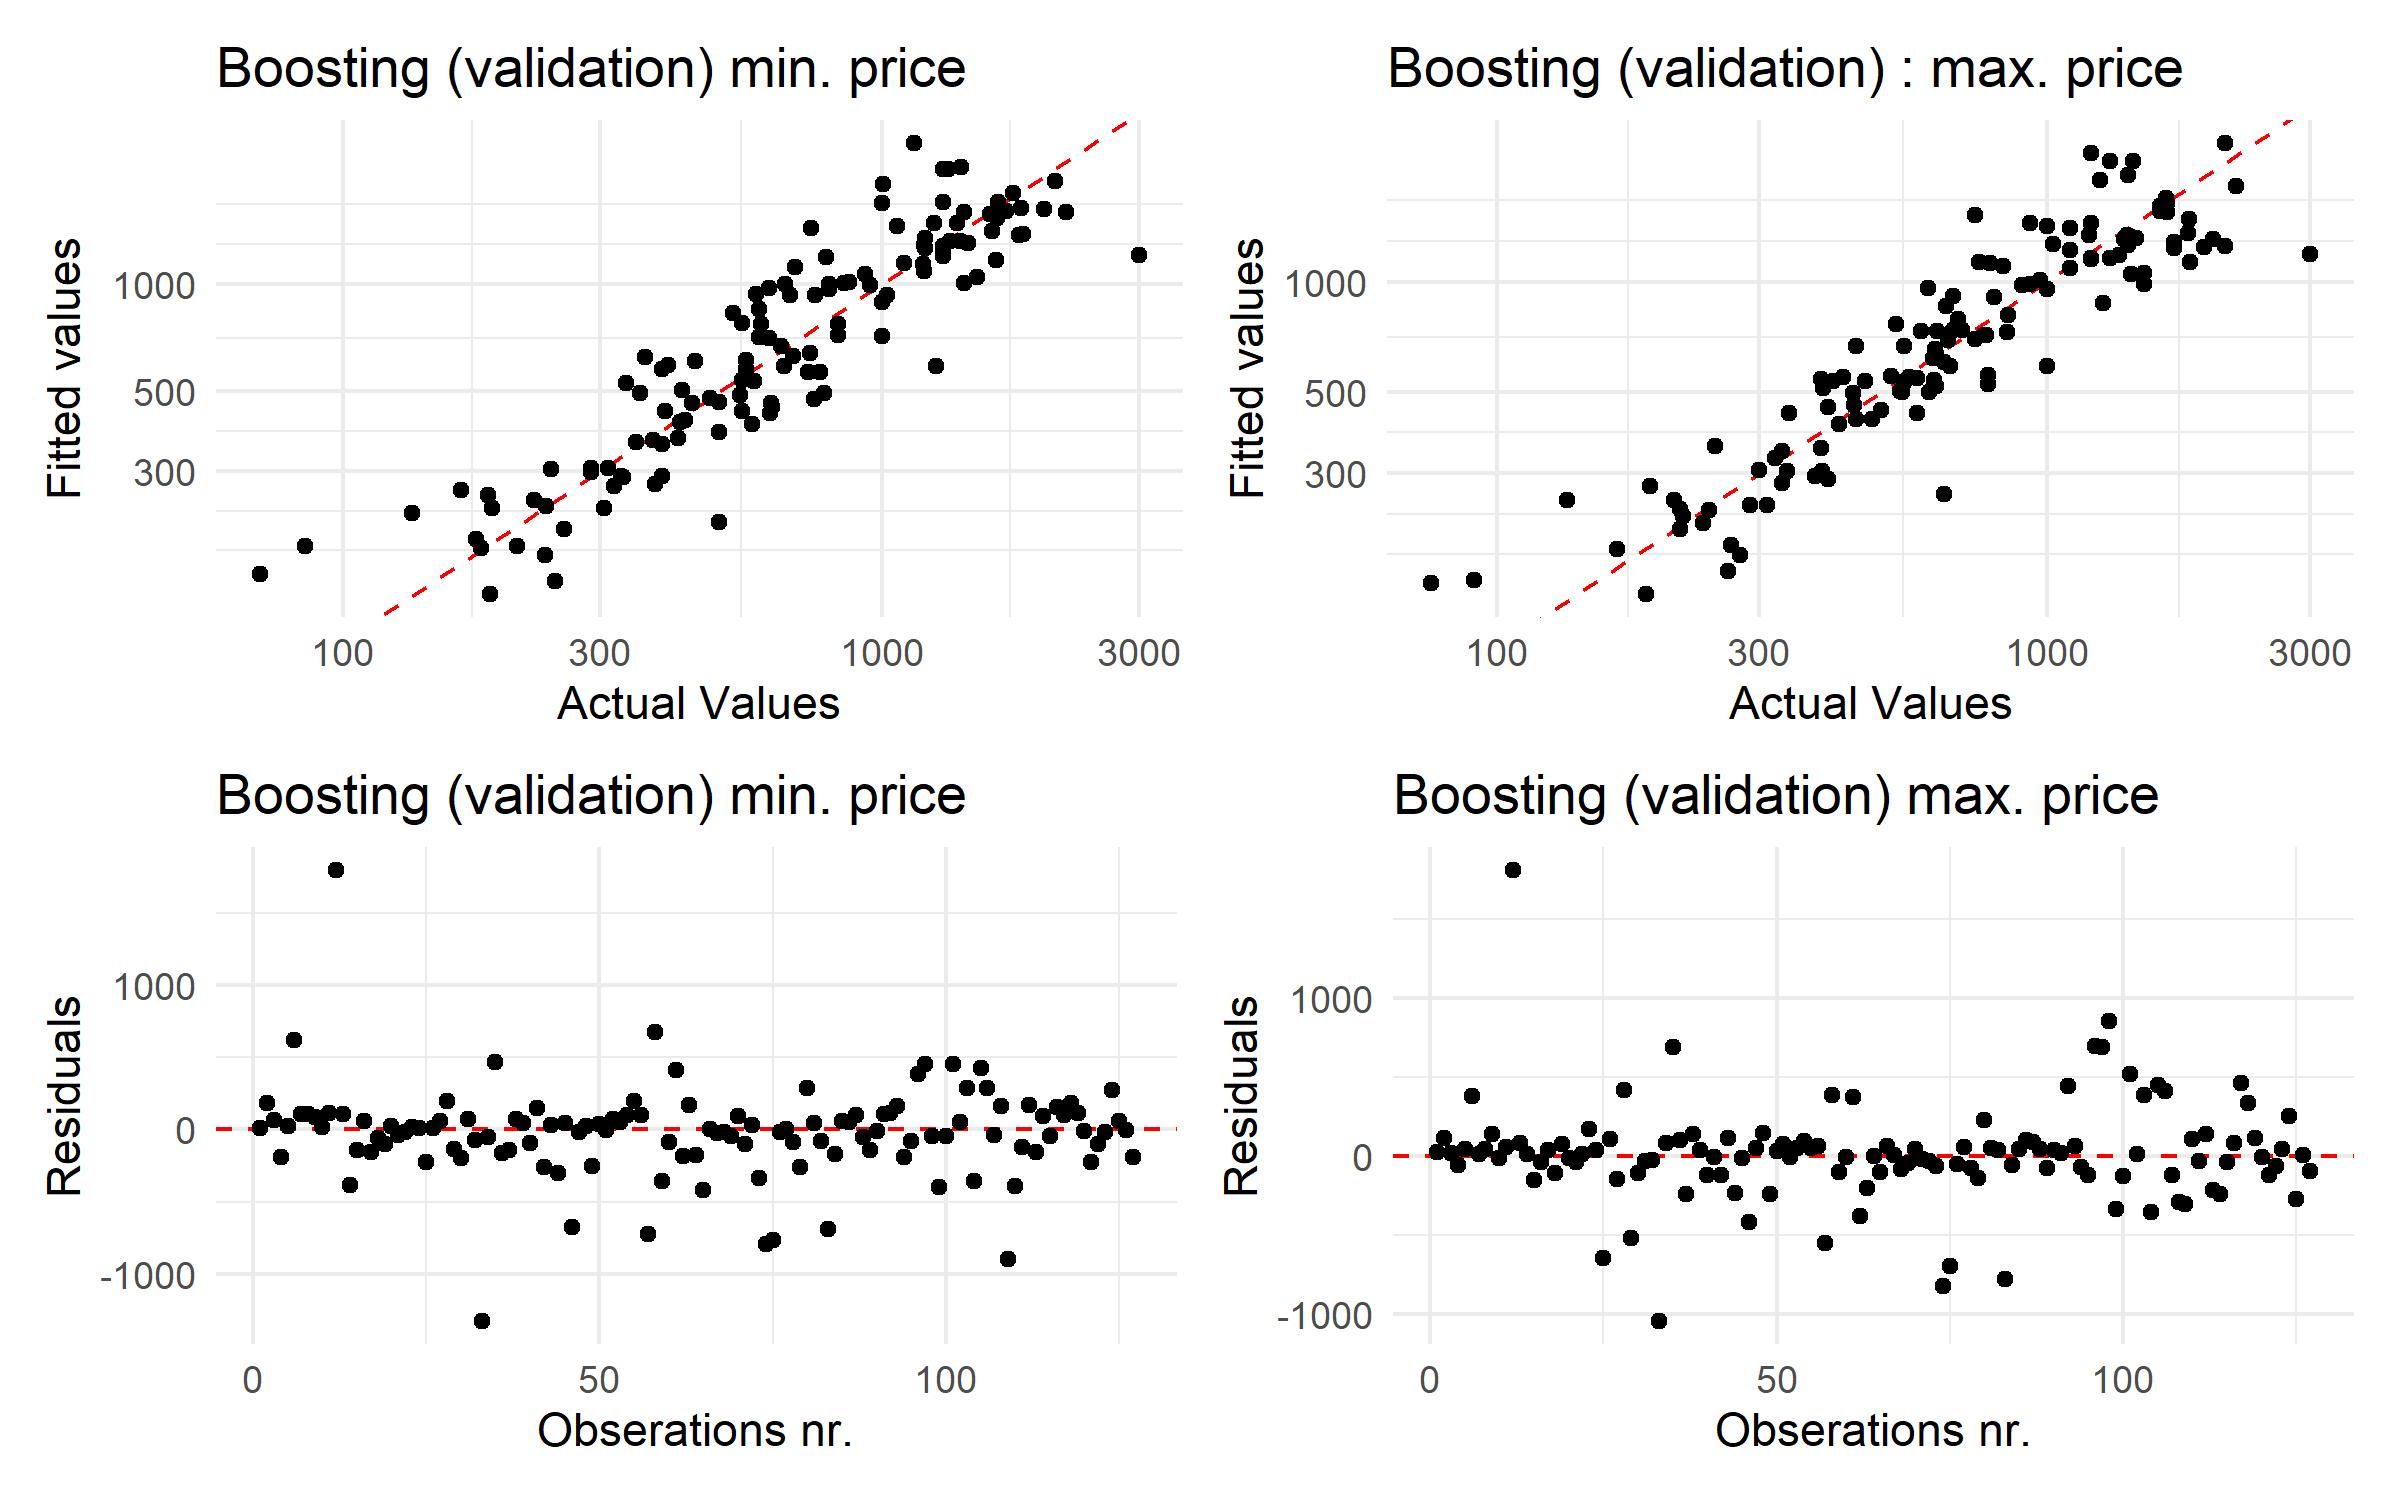 Boosting (validation) min. price
Fitted values
1000
500
300
100 300 1000 3000
Actual Values
Boosting (validation) : max. price
Fitted values
1000
500
300
100 300 1000 3000
Actual Values
Boosting (validation) min. price
Residuals
1000
0
-1000
0 50 100
Obserations nr.
Boosting (validation) max. price
Residuals
1000
0
-1000
0 50 100
Obserations nr.